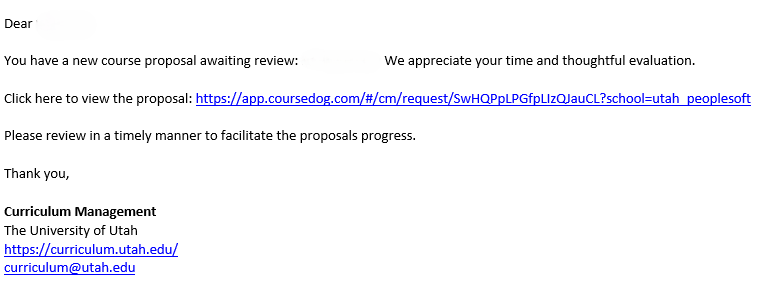 Dear
You have a new course proposal awaiting review: We appreciate your time and thoughtful evaluation.
Click here to view the proposal: https://app.coursedog.com/#/cm/request/SwHQPpLPGfpLIzQJauCL?school=utah_peoplesoft
Please review in a timely manner to facilitate the proposals progress.
Thank you,
Curriculum Management
The University of Utah
https://curriculum.utah.edu/
curriculum@utah.edu